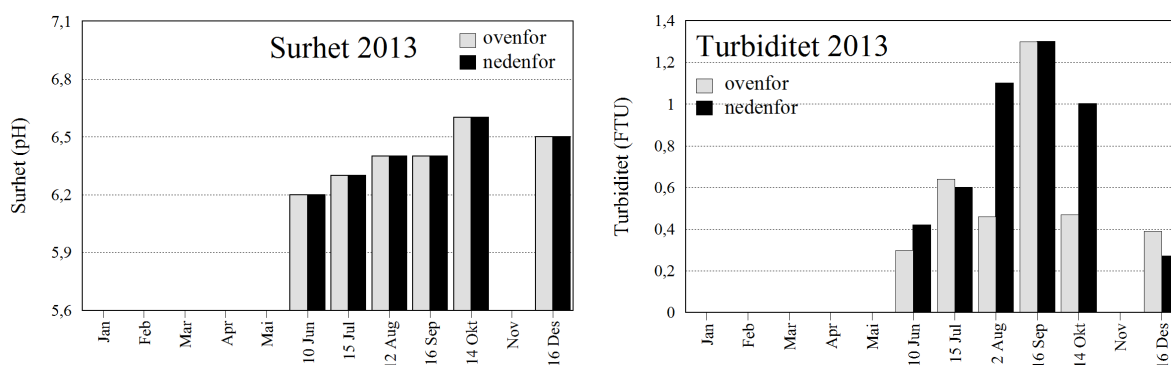 Surhet 2013
ovenfor
nedenfor
Surhet (pH)
7,1
6,8
6,5
6,2
5,9
5,6
Jan
Feb
Mar
Apr
Mai
10 Jun
15 Jul
12 Aug
16 Sep
14 Okt
Nov
16 Des
Turbiditet 2013
ovenfor
nedenfor
Turbiditet (FTU)
1,4
1,2
1
0,8
0,6
0,4
0,2
0
Jan
Feb
Mar
Apr
Mai
10 Jun
15 Jul
2 Aug
16 Sep
14 Okt
Nov
16 Des